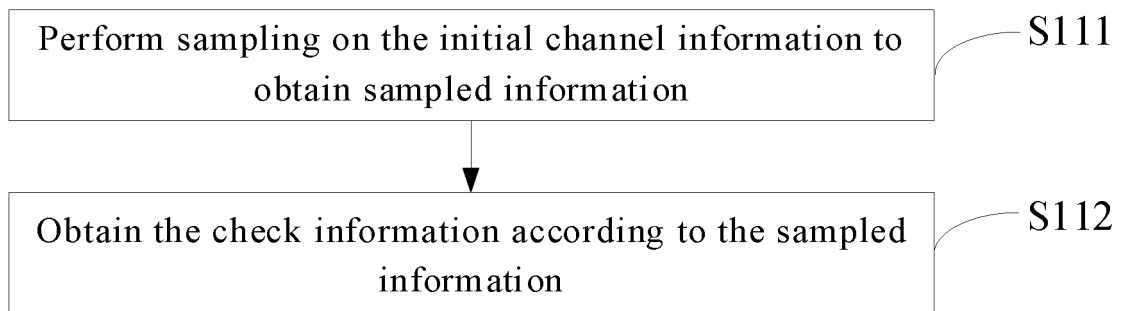 Perform sampling on the initial channel information to
obtain sampled information
S111
Obtain the check information according to the sampled
information
S112